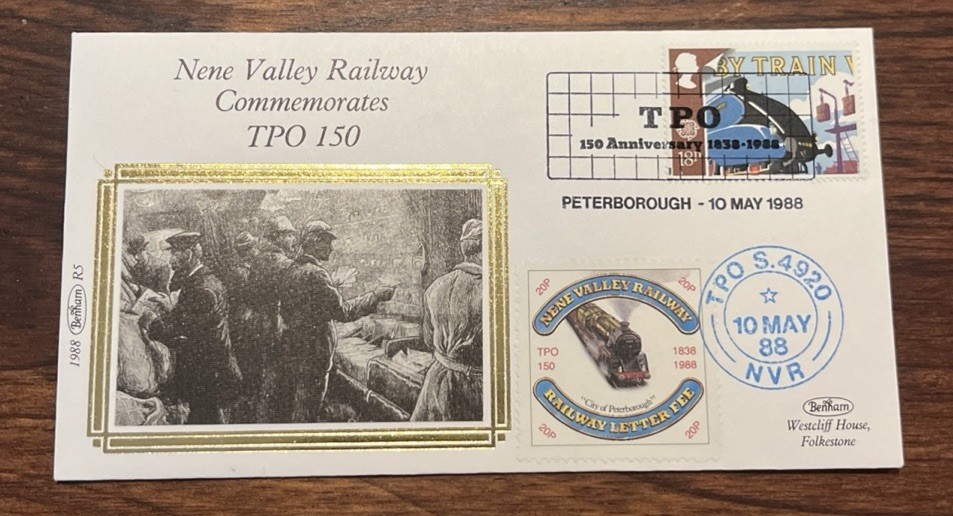 Nene Valley Railway
Commemorates
TPO 150
BY TRAIN
TPO
150 Anniversary 1838·1988
18p
PETERBOROUGH - 10 MAY 1988
1988 Benham R5
20P 20P
NENE VALLEY RAILWAY
TPO 1838
150 1988
"City of Peterborough"
RAILWAY LETTER FEE
20P 20P
TPO S.4920
10 MAY
88
NVR
Benham
Westcliff House,
Folkestone